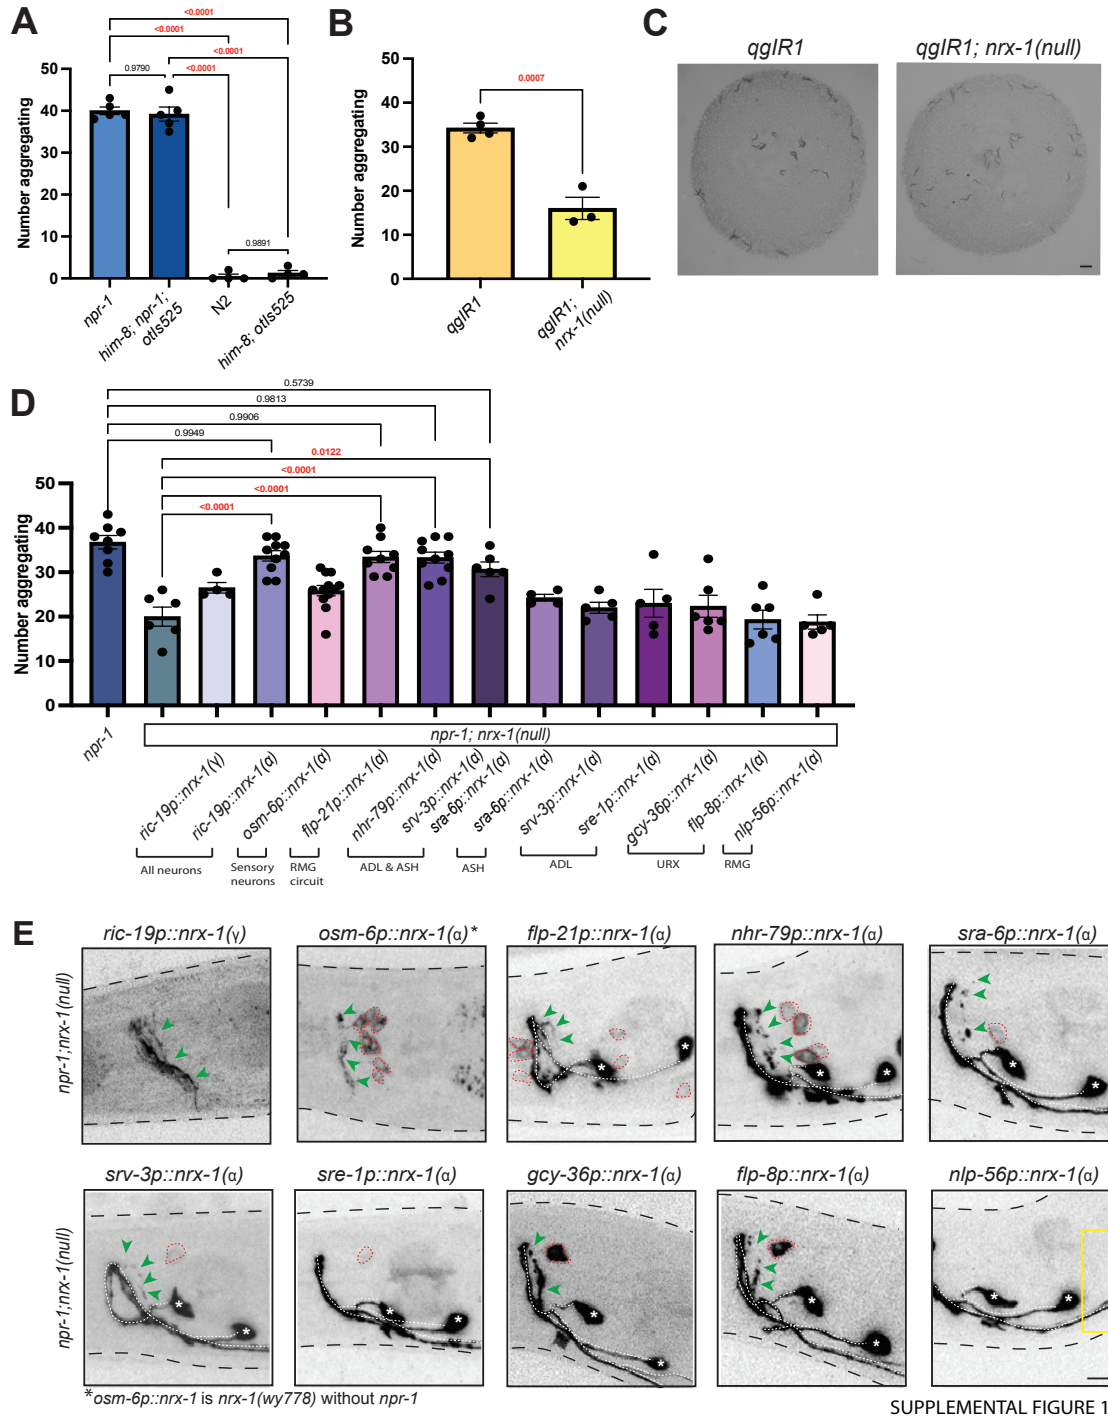 A
<0.0001
<0.0001
<0.0001
0.9790
<0.0001
0.9891
Number aggregating
50
40
30
20
10
0
npr-1
him-8; npr-1;
otIs525
N2
him-8; otIs525
B
0.0007
Number aggregating
50
40
30
20
10
0
qgIR1
qgIR1;
nrx-1(null)
C
qgIR1
qgIR1; nrx-1(null)
D
0.5739
0.9813
0.9906
0.9949
0.0122
<0.0001
<0.0001
<0.0001
Number aggregating
50
40
30
20
10
0
npr-1
npr-1; nrx-1(null)
ric-19p::nrx-1(γ)
ric-19p::nrx-1(α)
osm-6p::nrx-1(α)
flp-21p::nrx-1(α)
nhr-79p::nrx-1(α)
srv-3p::nrx-1(α)
sra-6p::nrx-1(α)
sra-6p::nrx-1(α)
srv-3p::nrx-1(α)
sre-1p::nrx-1(α)
gcy-36p::nrx-1(α)
flp-8p::nrx-1(α)
nlp-56p::nrx-1(α)
All neurons
Sensory
neurons
RMG
circuit
ADL & ASH
ASH
ADL
URX
RMG
E
ric-19p::nrx-1(γ)
osm-6p::nrx-1(α)*
flp-21p::nrx-1(α)
nhr-79p::nrx-1(α)
sra-6p::nrx-1(α)
npr-1;nrx-1(null)
* * * * *
srv-3p::nrx-1(α)
sre-1p::nrx-1(α)
gcy-36p::nrx-1(α)
flp-8p::nrx-1(α)
nlp-56p::nrx-1(α)
npr-1;nrx-1(null)
* * * * * * * * * *
*osm-6p::nrx-1 is nrx-1(wy778) without npr-1
SUPPLEMENTAL FIGURE 1